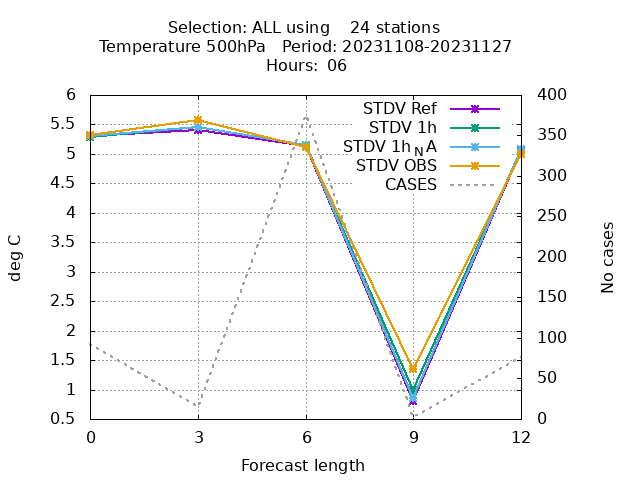 Selection: ALL using    24 stations
Temperature 500hPa   Period: 20231108-20231127
Hours:  06
6
5.5
5
4.5
4
3.5
3
2.5
2
1.5
1
0.5
400
350
300
250
200
150
100
50
0
STDV Ref
STDV 1h
STDV 1h_N A
STDV OBS
CASES
deg C
No cases
0 3 6 9 12
Forecast length